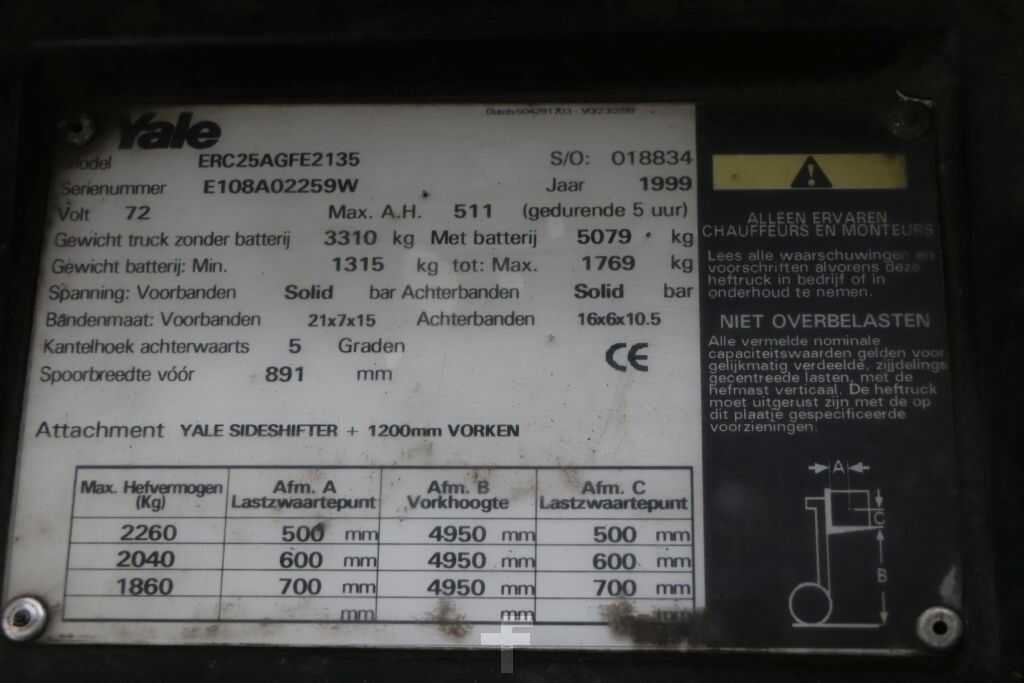 Yale
Model ERC25AGFE2135 S/O: 018834
Serienummer E108A02259W Jaar 1999
Volt 72 Max. A.H. 511 (gedurende 5 uur)
Gewicht truck zonder batterij 3310 kg Met batterij 5079 kg
Gewicht batterij: Min. 1315 kg tot: Max. 1769 kg
Spanning: Voorbanden Solid bar Achterbanden Solid bar
Bandenmaat: Voorbanden 21x7x15 Achterbanden 16x6x10.5
Kantelhoek achterwaarts 5 Graden
CE
Spoorbreedte vóór 891 mm
Attachment YALE SIDESHIFTER + 1200mm VORKEN
Max. Hefvermogen (Kg) Afm. A Lastzwaartepunt Afm. B Vorkhoogte Afm. C Lastzwaartepunt
2260 500 mm 4950 mm 500 mm
2040 600 mm 4950 mm 600 mm
1860 700 mm 4950 mm 700 mm
mm mm mm
ALLEEN ERVAREN
CHAUFFEURS EN MONTEURS
Lees alle waarschuwingen en
voorschriften alvorens deze
heftruck in bedrijf of in
onderhoud te nemen.
NIET OVERBELASTEN
Alle vermelde nominale
capaciteitswaarden gelden voor
gelijkmatig verdeelde, zijdelings
gecentreede lasten, met de
hefmast verticaal. De heftruck
moet uitgerust zijn met de op
dit plaatje gespecificeerde
voorzieningen.
A
C
B